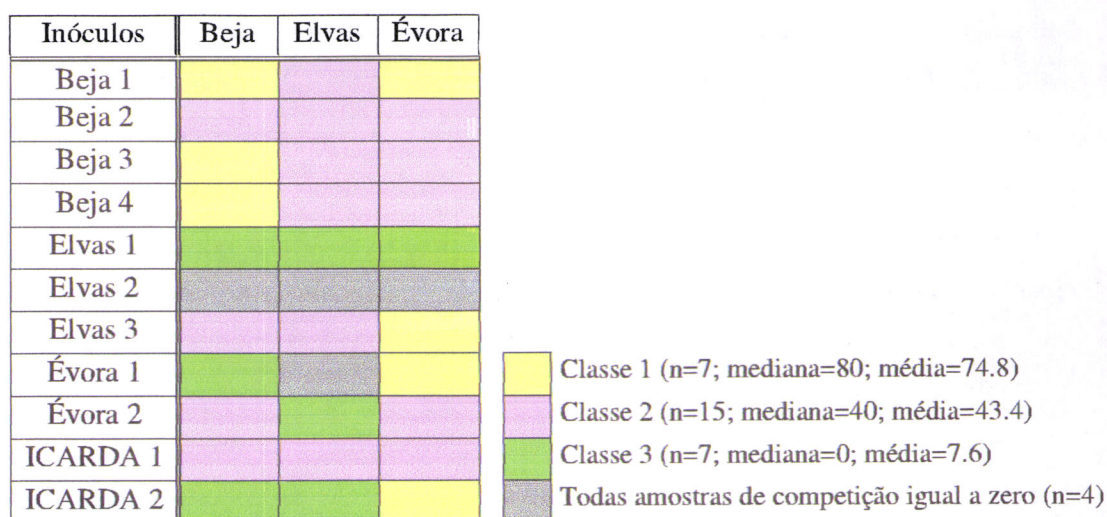 Inóculos Beja Elvas Évora
Beja 1
Beja 2
Beja 3
Beja 4
Elvas 1
Elvas 2
Elvas 3
Évora 1
Évora 2
ICARDA 1
ICARDA 2
Classe 1 (n=7; mediana=80; média=74.8)
Classe 2 (n=15; mediana=40; média=43.4)
Classe 3 (n=7; mediana=0; média=7.6)
Todas amostras de competição igual a zero (n=4)